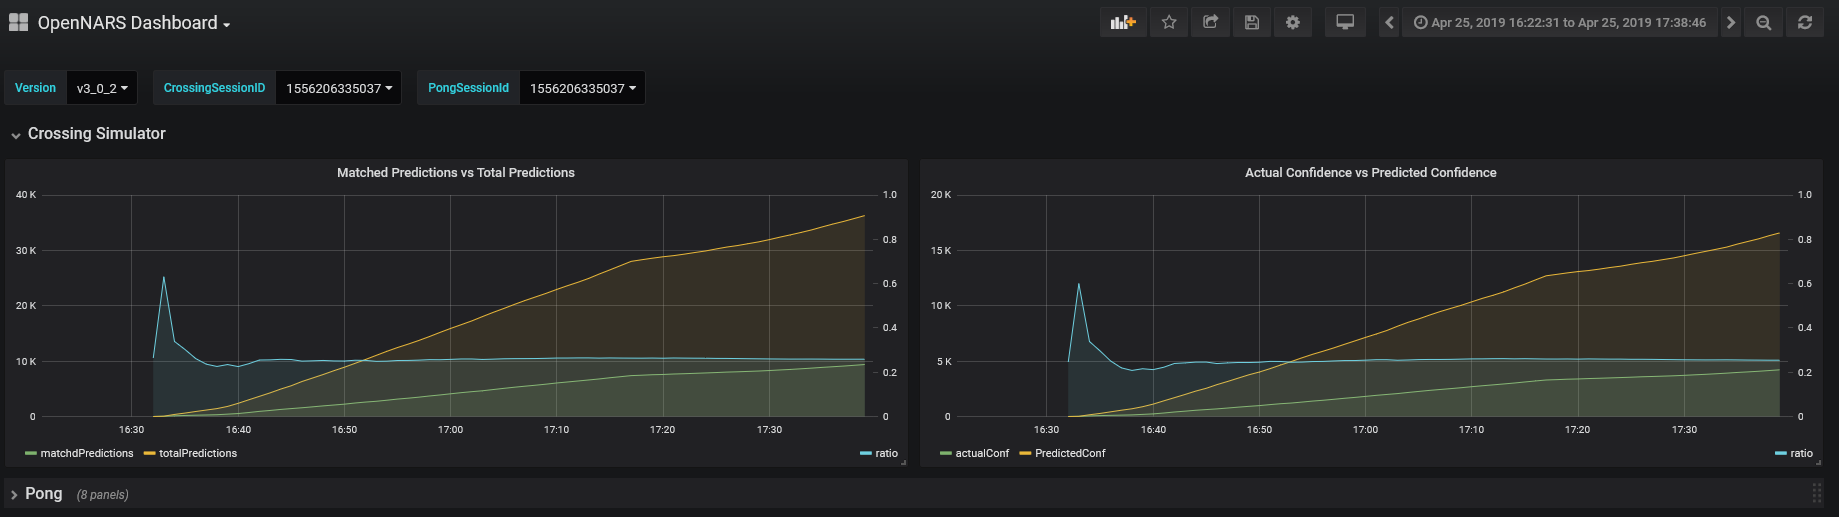 OpenNARS Dashboard
Apr 25, 2019 16:22:31 to Apr 25, 2019 17:38:46
Version v3_0_2 CrossingSessionID 1556206335037 PongSessionId 1556206335037
Crossing Simulator
Matched Predictions vs Total Predictions
40 K 1.0
30 K 0.8
20 K 0.6
10 K 0.4
0 0.2
0
16:30 16:40 16:50 17:00 17:10 17:20 17:30
matchdPredictions totalPredictions ratio
Actual Confidence vs Predicted Confidence
20 K 1.0
15 K 0.8
10 K 0.6
5 K 0.4
0 0.2
0
16:30 16:40 16:50 17:00 17:10 17:20 17:30
actualConf PredictedConf ratio
Pong (8 panels)